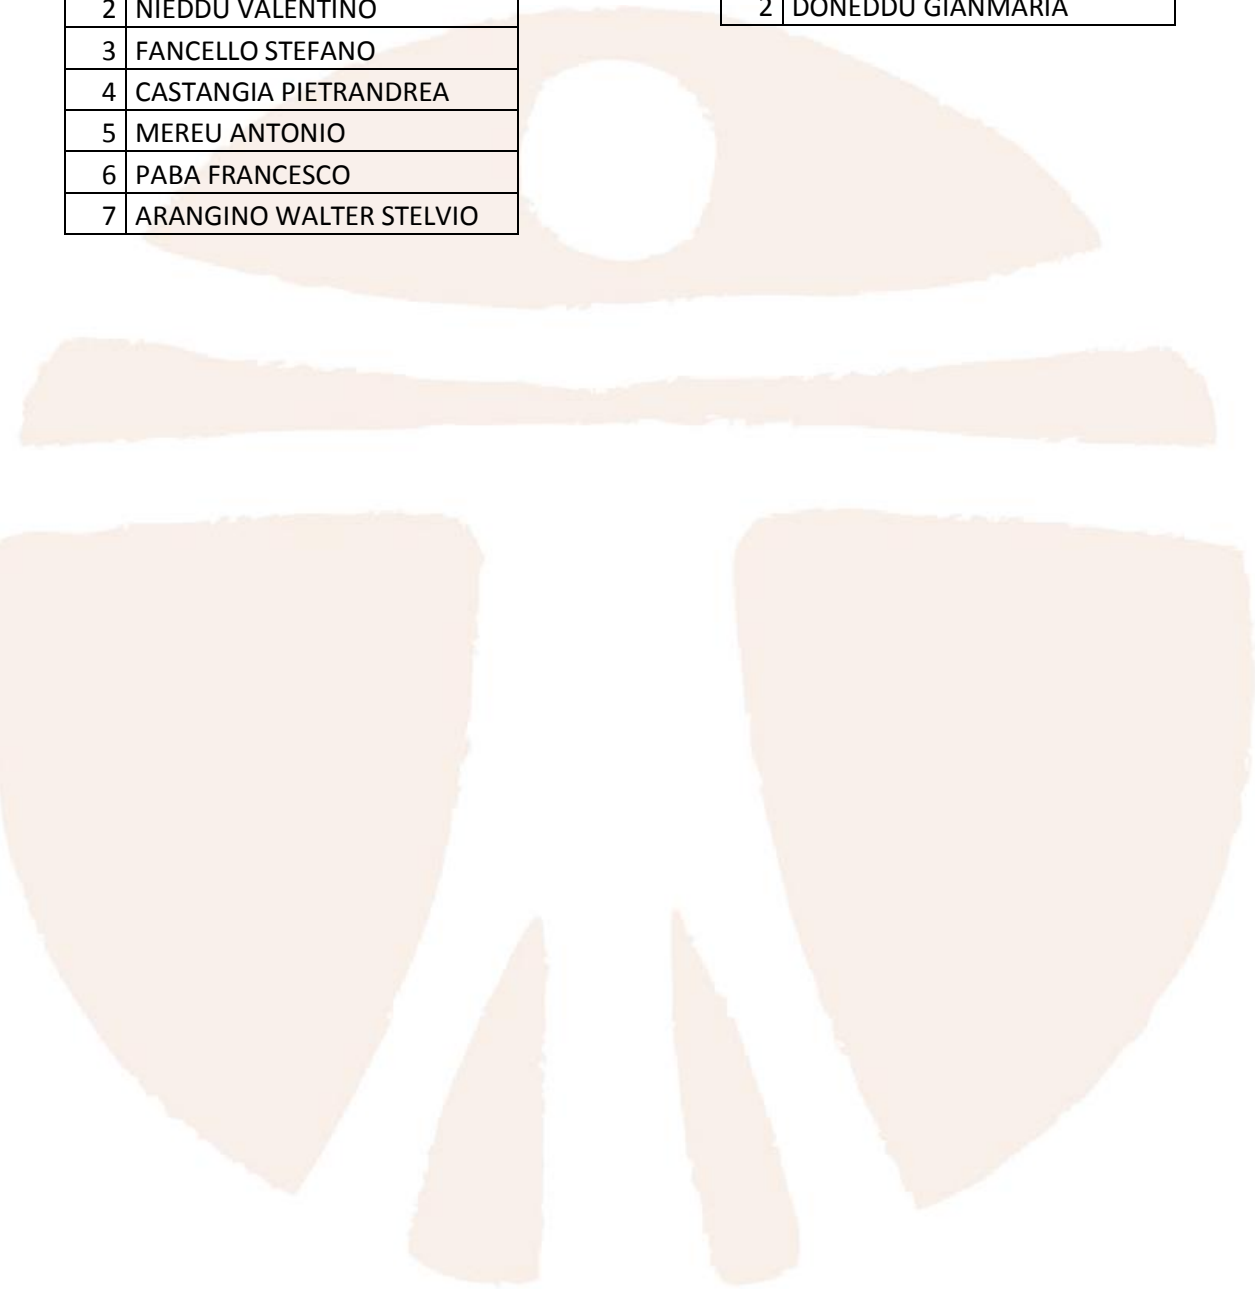 2 NIEDDU VALENTINO
3 FANCELLO STEFANO
4 CASTANGIA PIETRANDREA
5 MEREU ANTONIO
6 PABA FRANCESCO
7 ARANGINO WALTER STELVIO
2 DONEDDU GIANMARIA